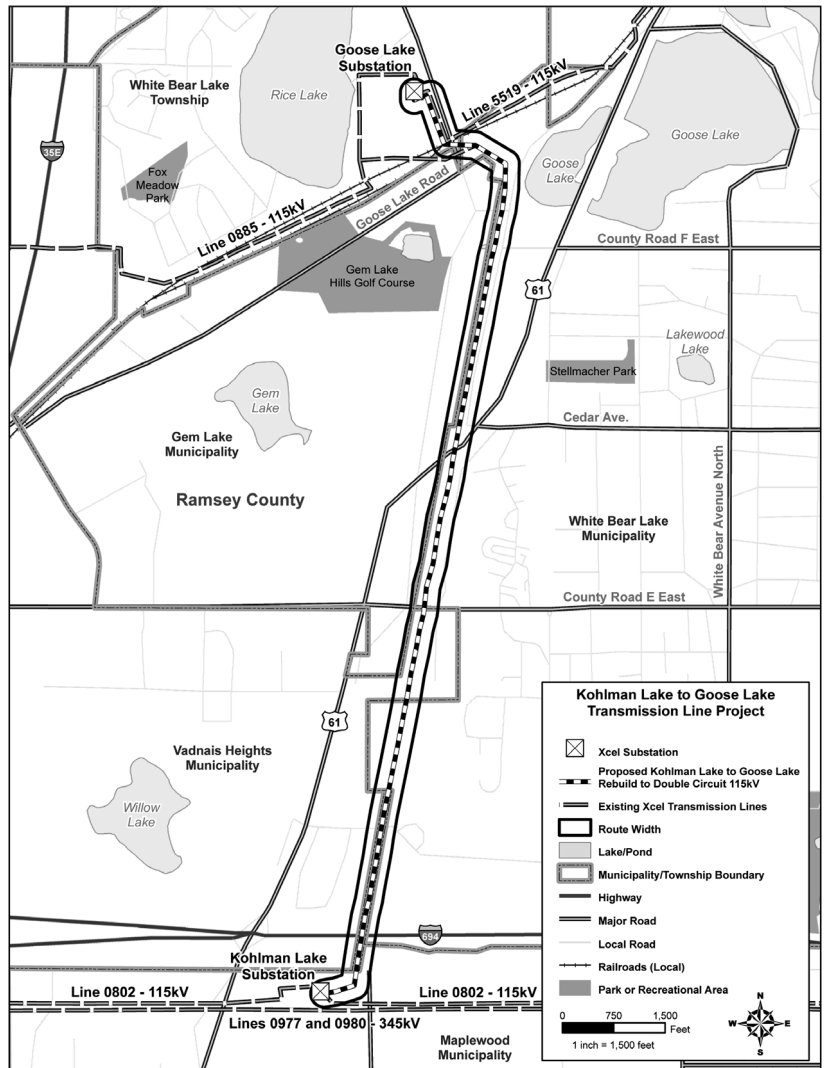 Goose Lake
Substation
White Bear Lake
Township
Rice Lake
Line 5519 - 115kV
35E
Fox
Meadow
Park
Goose
Lake
Goose Lake
Goose Lake Road
Line 0885 - 115kV
County Road F East
Gem Lake
Hills Golf Course
61
Lakewood
Lake
Stellmacher Park
Gem
Lake
Cedar Ave.
Gem Lake
Municipality
Ramsey County
White Bear Lake
Municipality
White Bear Avenue North
County Road E East
61
Vadnais Heights
Municipality
Willow
Lake
694
Kohlman Lake
Substation
Line 0802 - 115kV
Line 0802 - 115kV
Lines 0977 and 0980 - 345kV
Maplewood
Municipality
Kohlman Lake to Goose Lake
Transmission Line Project
Xcel Substation
Proposed Kohlman Lake to Goose Lake
Rebuild to Double Circuit 115kV
Existing Xcel Transmission Lines
Route Width
Lake/Pond
Municipality/Township Boundary
Highway
Major Road
Local Road
Railroads (Local)
Park or Recreational Area
0 750 1,500
Feet
1 inch = 1,500 feet
N
W E
S